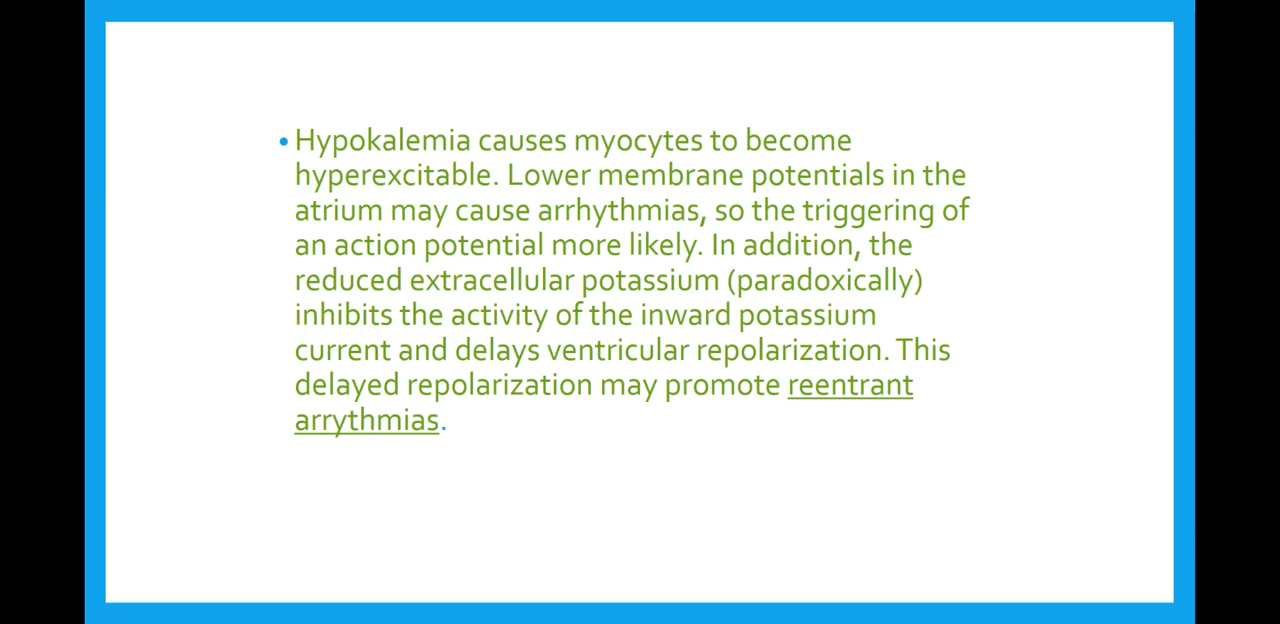 • Hypokalemia causes myocytes to become
hyperexcitable. Lower membrane potentials in the
atrium may cause arrhythmias, so the triggering of
an action potential more likely. In addition, the
reduced extracellular potassium (paradoxically)
inhibits the activity of the inward potassium
current and delays ventricular repolarization. This
delayed repolarization may promote reentrant
arrythmias.